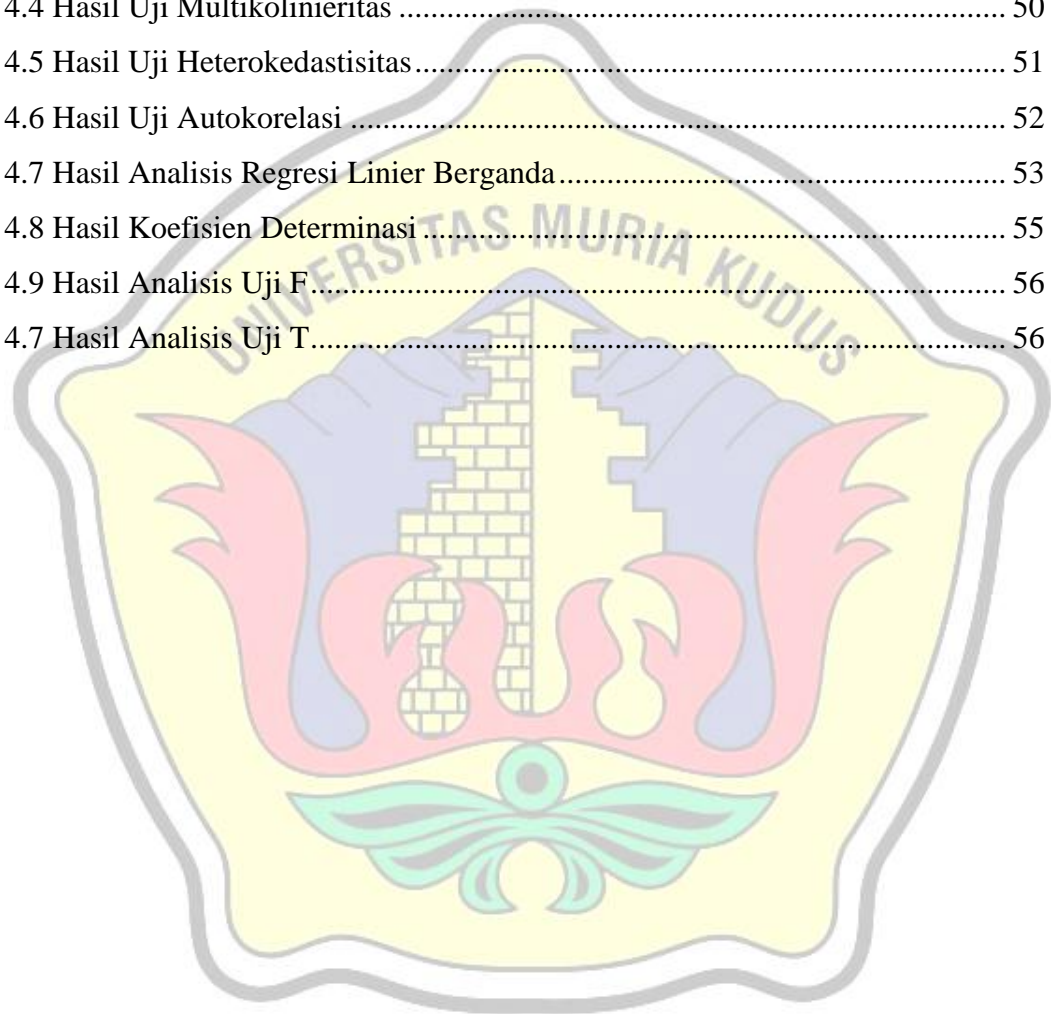 4.4 Hasil Uji Multikolinieritas ............................................................................ 50
4.5 Hasil Uji Heterokedastisitas .......................................................................... 51
4.6 Hasil Uji Autokorelasi .................................................................................. 52
4.7 Hasil Analisis Regresi Linier Berganda ........................................................ 53
4.8 Hasil Koefisien Determinasi ......................................................................... 55
4.9 Hasil Analisis Uji F....................................................................................... 56
4.7 Hasil Analisis Uji T....................................................................................... 56
UNIVERSITAS MURIA KUDUS